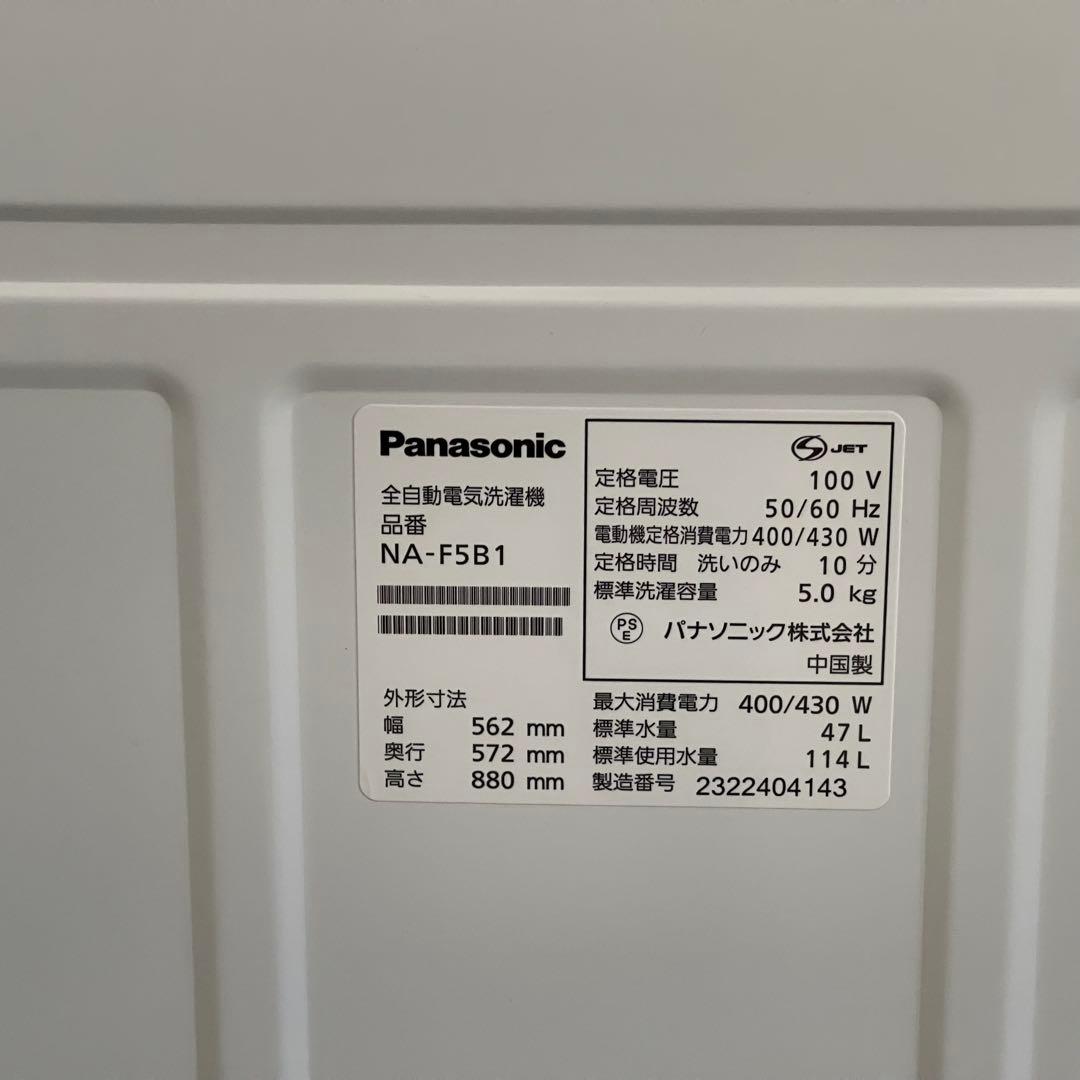 Panasonic
全自動電気洗濯機
品番
NA-F5B1
外形寸法
幅 562 mm
奥行 572 mm
高さ 880 mm
S JET
定格電圧 100 V
定格周波数 50/60 Hz
電動機定格消費電力 400/430 W
定格時間 洗いのみ 10 分
標準洗濯容量 5.0 kg
PS E パナソニック株式会社
中国製
最大消費電力 400/430 W
標準水量 47 L
標準使用水量 114 L
製造番号 2322404143